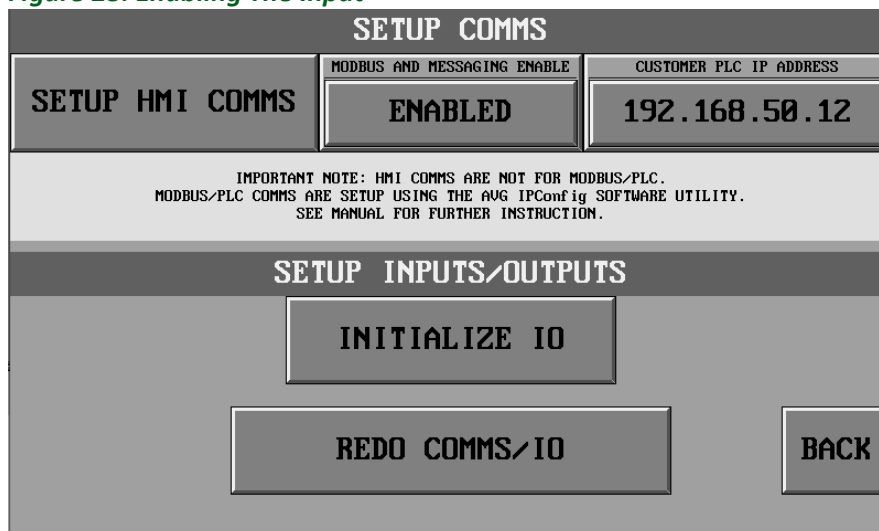 Figure 28: Enabling The Input
SETUP COMMS
MODBUS AND MESSAGING ENABLE
CUSTOMER PLC IP ADDRESS
SETUP HMI COMMS
ENABLED
192.168.50.12
IMPORTANT NOTE: HMI COMMS ARE NOT FOR MODBUS/PLC.
MODBUS/PLC COMMS ARE SETUP USING THE AVG IPConfig SOFTWARE UTILITY.
SEE MANUAL FOR FURTHER INSTRUCTION.
SETUP INPUTS/OUTPUTS
INITIALIZE IO
REDO COMMS/IO
BACK